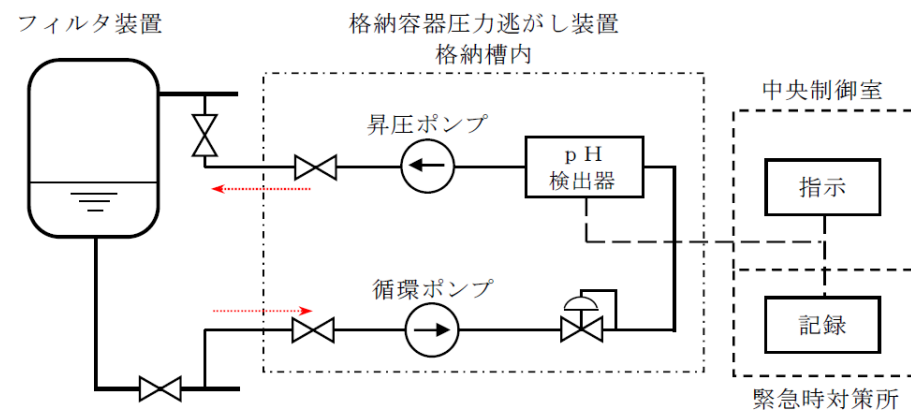 フィルタ装置
格納容器圧力逃がし装置
格納槽内
中央制御室
昇圧ポンプ
pH
検出器
指示
循環ポンプ
記録
緊急時対策所